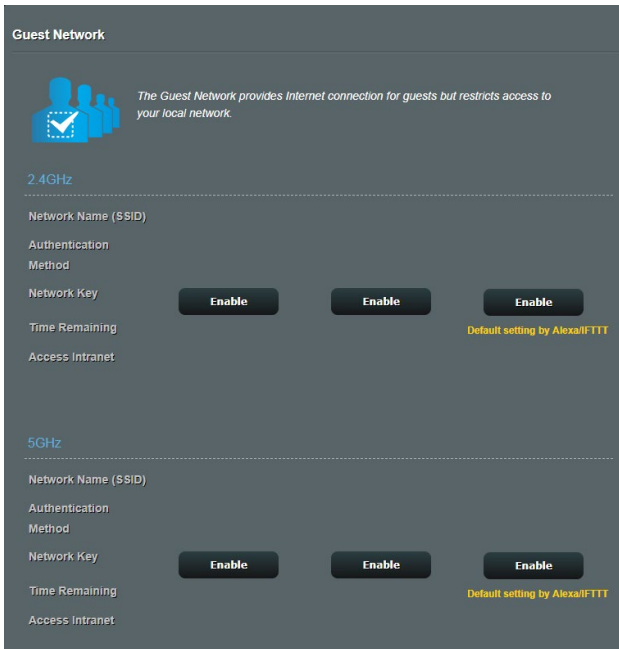 Guest Network
The Guest Network provides Internet connection for guests but restricts access to
your local network.
2.4GHz
Network Name (SSID)
Authentication
Method
Network Key
Enable Enable Enable
Time Remaining
Default setting by Alexa/IFTTT
Access Intranet
5GHz
Network Name (SSID)
Authentication
Method
Network Key
Enable Enable Enable
Time Remaining
Default setting by Alexa/IFTTT
Access Intranet